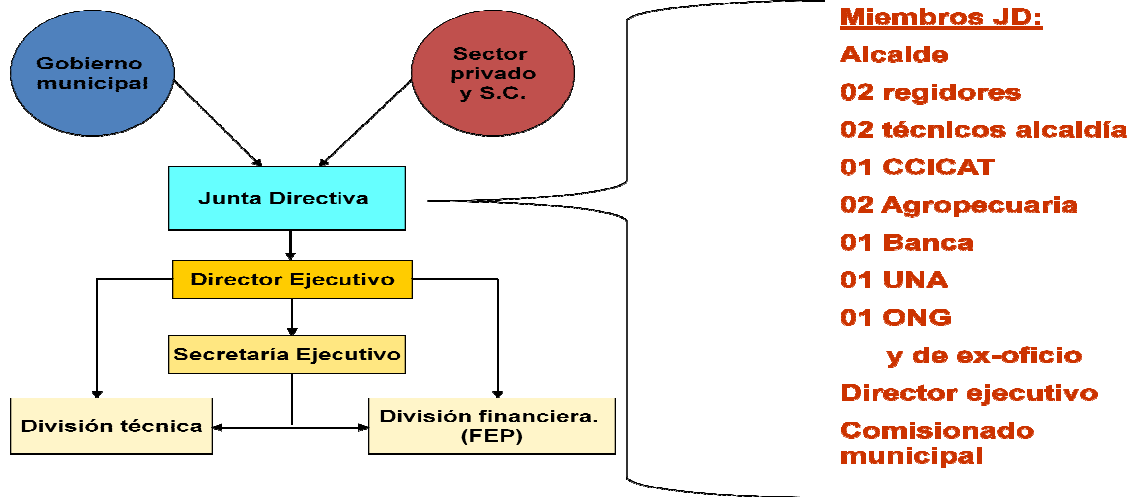 Gobierno
municipal
Sector
privado
y S.C.
Junta Directiva
Director Ejecutivo
Secretaría Ejecutivo
División técnica
División financiera.
(FEP)
Miembros JD:
Alcalde
02 regidores
02 técnicos alcaldía
01 CCICAT
02 Agropecuaria
01 Banca
01 UNA
01 ONG
y de ex-oficio
Director ejecutivo
Comisionado
municipal